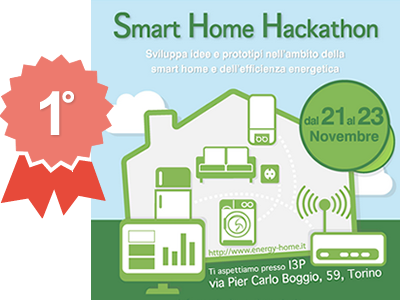 Smart Home Hackathon
Sviluppa idee e prototipi nell'ambito della
smart home e dell'efficienza energetica
1°
dal 21 al 23
Novembre
http://www.energy-home.it
Ti aspettiamo presso I3P
via Pier Carlo Boggio, 59, Torino